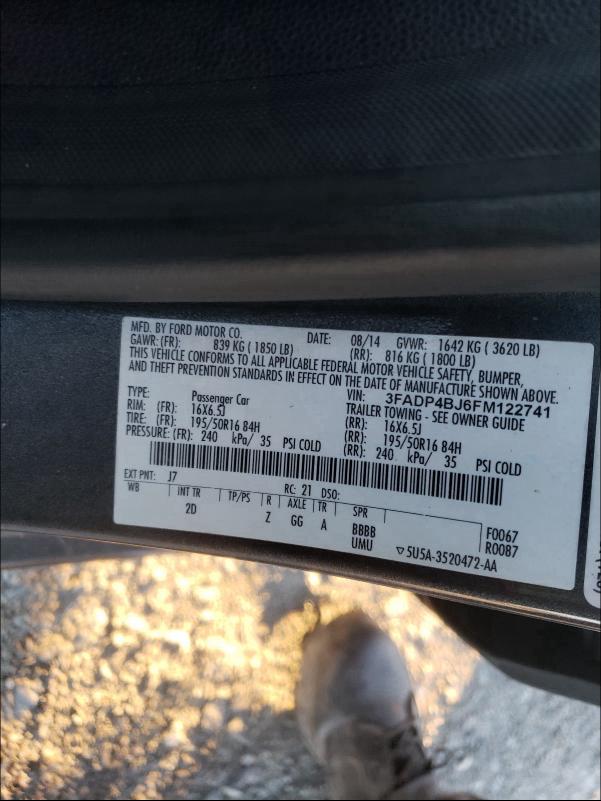 MFD. BY FORD MOTOR CO. DATE: 08/14 GVWR: 1642 KG ( 3620 LB)
GAWR: (FR): 839 KG ( 1850 LB) (RR): 816 KG ( 1800 LB)
THIS VEHICLE CONFORMS TO ALL APPLICABLE FEDERAL MOTOR VEHICLE SAFETY, BUMPER,
AND THEFT PREVENTION STANDARDS IN EFFECT ON THE DATE OF MANUFACTURE SHOWN ABOVE.
VIN: 3FADP4BJ6FM122741
TYPE: Passenger Car TRAILER TOWING - SEE OWNER GUIDE
RIM: (FR): 16X6.5J (RR): 16X6.5J
TIRE: (FR): 195/50R16 84H (RR): 195/50R16 84H
PRESSURE: (FR): 240 kPa/ 35 PSI COLD (RR): 240 kPa/ 35 PSI COLD
EXT PNT: J7 RC: 21 DSO:
WB INT TR TP/PS R AXLE TR SPR
2D Z GG A BBBB F0067
UMU R0087
▽5U5A-3520472-AA